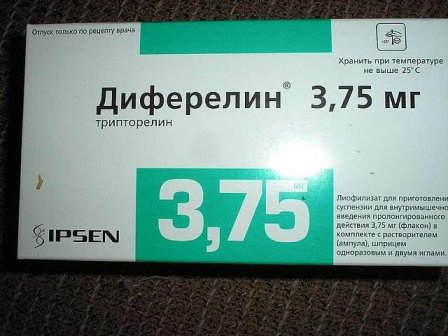 Отпуск только по рецепту врача
Хранить при температуре
не выше 25°С
Диферелин® 3,75 мг
трипторелин
3,75 мг
Лиофилизат для приготовления
суспензии для внутримышечного
введения пролонгированного
действия 3,75 мг (флакон) в
комплекте с растворителем
(ампула), шприцем
одноразовым и двумя иглами.
IPSEN